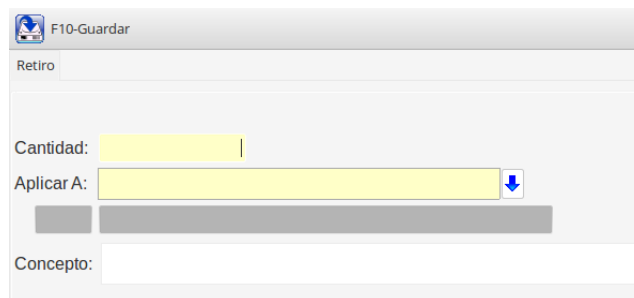 F10-Guardar
Retiro
Cantidad:
Aplicar A:
Concepto: